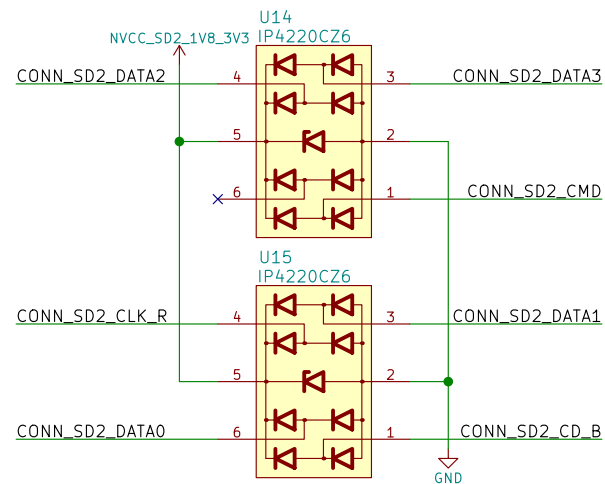 U14
NVCC_SD2_1V8_3V3
IP4220CZ6
CONN_SD2_DATA2 4 3 CONN_SD2_DATA3
5 2
6 1 CONN_SD2_CMD
U15
IP4220CZ6
CONN_SD2_CLK_R 4 3 CONN_SD2_DATA1
5 2
CONN_SD2_DATA0 6 1 CONN_SD2_CD_B
GND